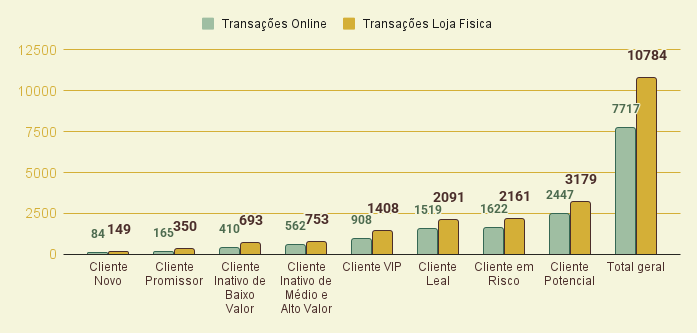 Transações Online Transações Loja Fisica
12500
10000
7500
5000
2500
0
84 149
165 350
410 693
562 753
908 1408
1519 2091
1622 2161
2447 3179
7717 10784
Cliente
Novo
Cliente
Promissor
Cliente
Inativo de
Baixo
Valor
Cliente
Inativo de
Médio e
Alto Valor
Cliente VIP
Cliente
Leal
Cliente em
Risco
Cliente
Potencial
Total geral